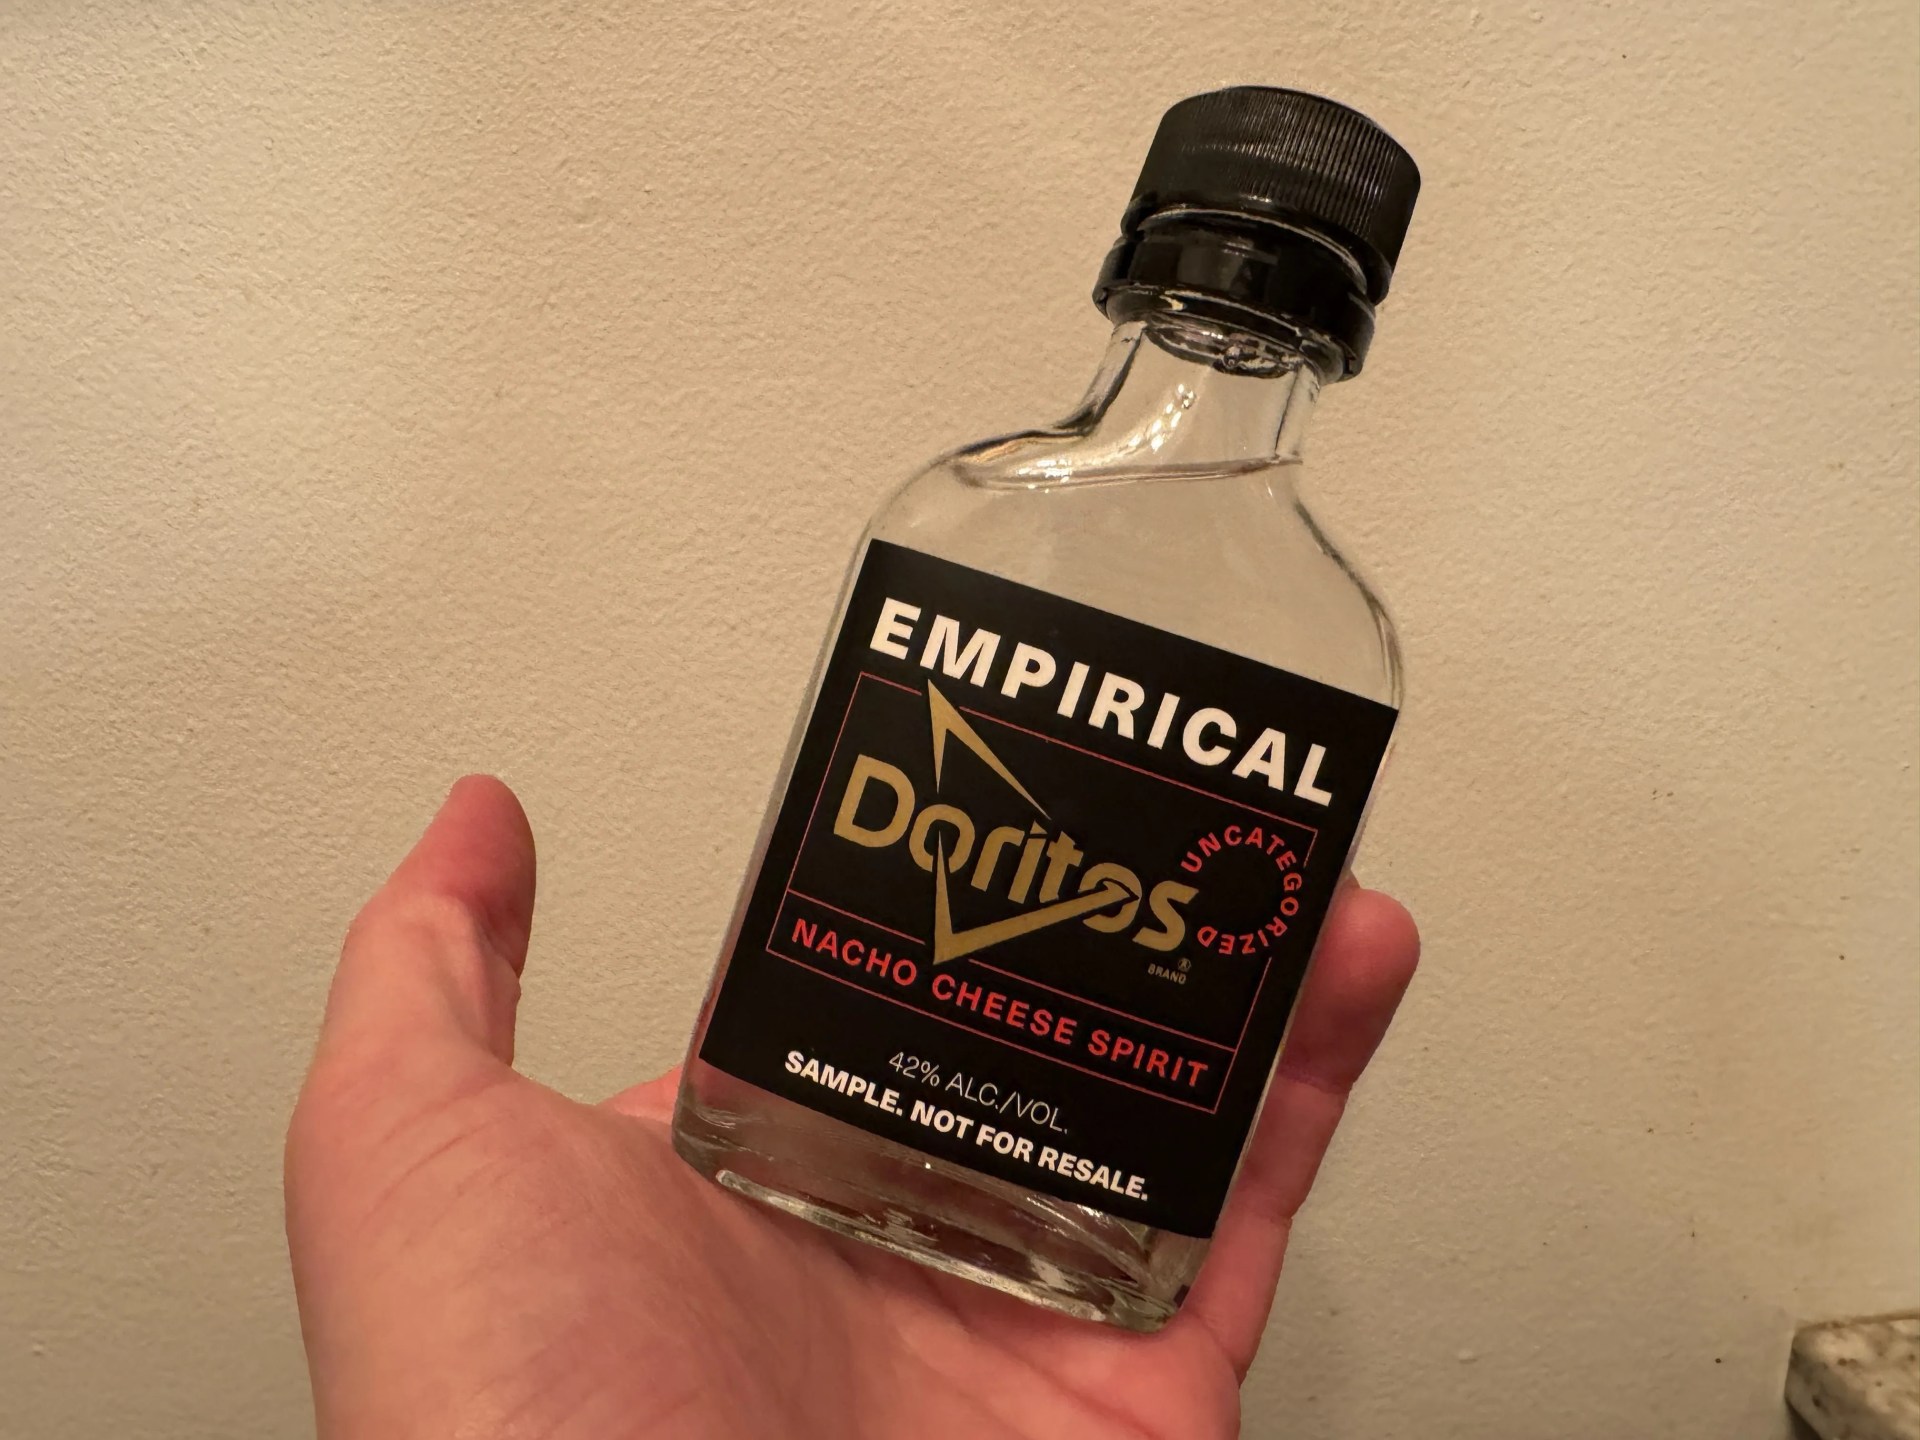 EMPIRICAL
Doritos
UNCATEGORIZED
BRAND®
NACHO CHEESE SPIRIT
42% ALC./VOL.
SAMPLE. NOT FOR RESALE.